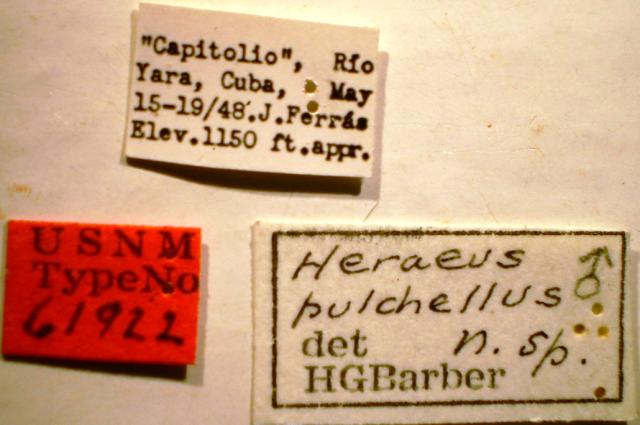 "Capitolio", Río
Yara, Cuba, May
15-19/48.J.Ferrás
Elev.1150 ft.appr.
USNM
TypeNo
61922
Heraeus ♂
pulchellus
n. sp.
det
HGBarber